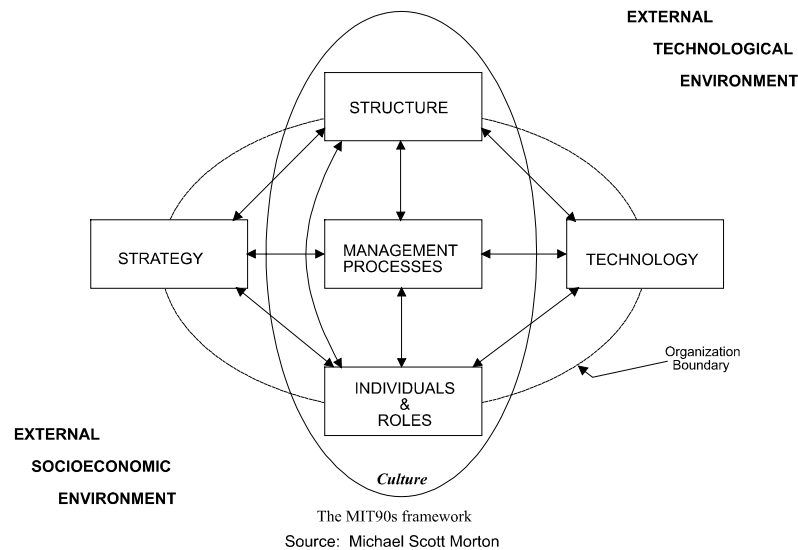 EXTERNAL
TECHNOLOGICAL
ENVIRONMENT
STRUCTURE
STRATEGY
MANAGEMENT
PROCESSES
TECHNOLOGY
Organization
Boundary
INDIVIDUALS
&
ROLES
EXTERNAL
SOCIOECONOMIC
ENVIRONMENT
Culture
The MIT90s framework
Source: Michael Scott Morton